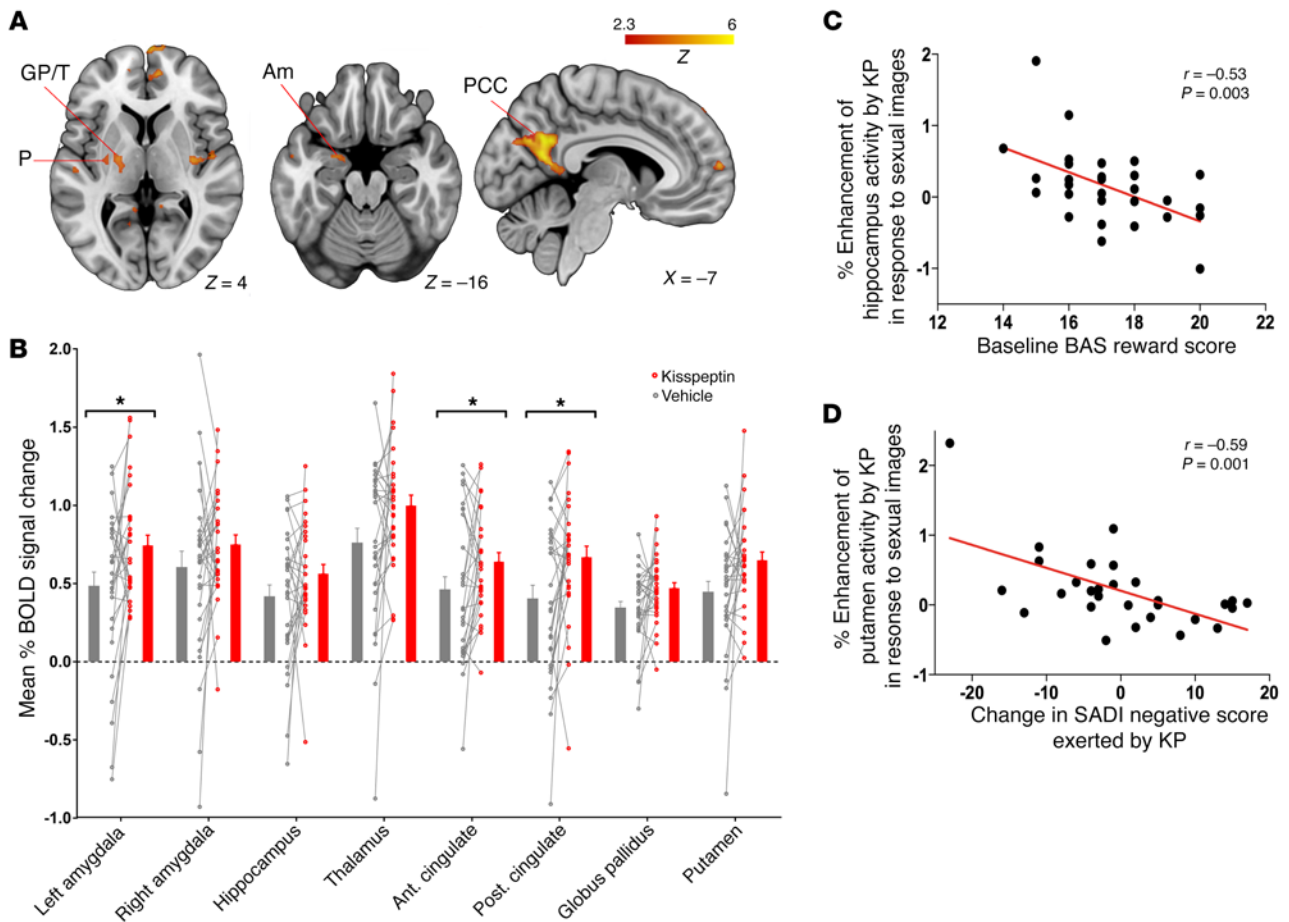 A
GP/T
P
Z = 4
Am
Z = –16
PCC
X = –7
2.3
6
Z
B
Mean % BOLD signal change
2.0
1.5
1.0
0.5
0.0
-0.5
-1.0
*
*
*
Kisspeptin
Vehicle
Left amygdala
Right amygdala
Hippocampus
Thalamus
Ant. cingulate
Post. cingulate
Globus pallidus
Putamen
C
% Enhancement of
hippocampus activity by KP
in response to sexual images
2
1
0
-1
r = –0.53
P = 0.003
12
14
16
18
20
22
Baseline BAS reward score
D
% Enhancement of
putamen activity by KP
in resonse to sexual images
2
1
0
-1
r = –0.59
P = 0.001
-20
-10
0
10
20
Change in SADI negative score
exerted by KP